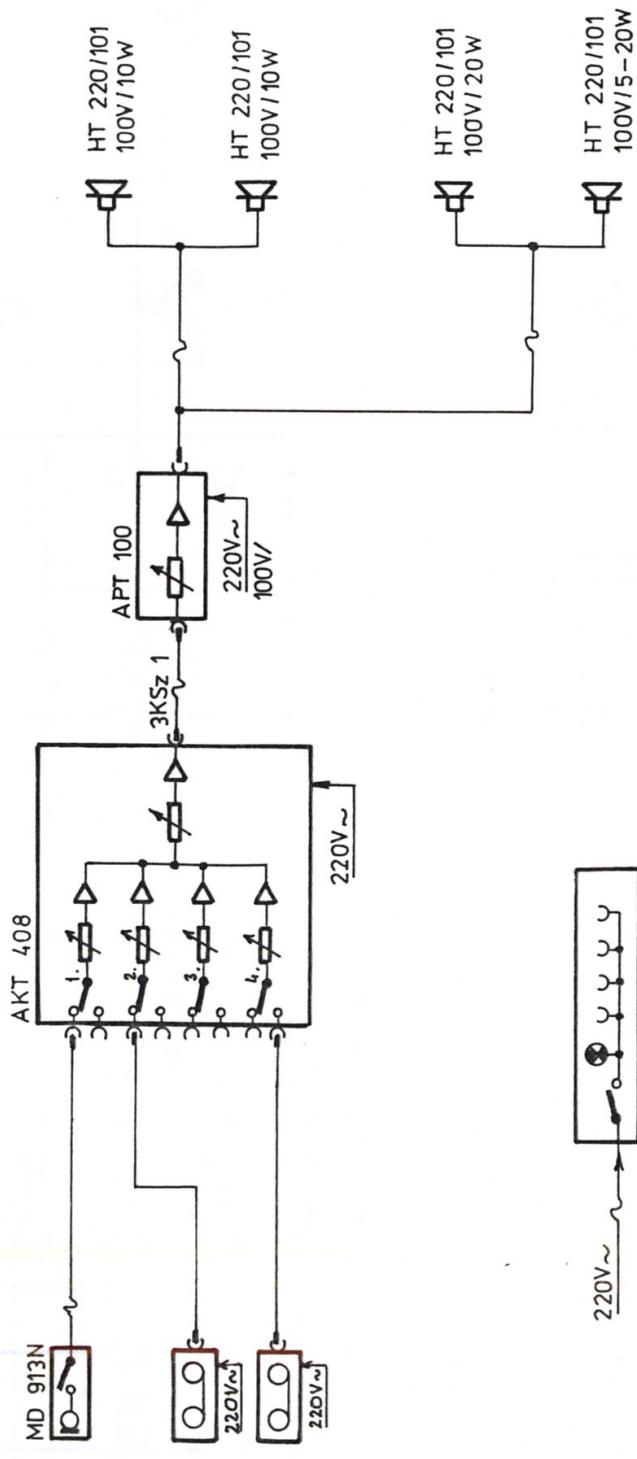 MD 913N
220V~
220V~
AKT 408
1.
2.
3.
4.
220V~
3KSz 1
APT 100
220V~
100V/
HT 220/101
100V/10W
HT 220/101
100V/10W
HT 220/101
100V/20W
HT 220/101
100V/5-20W
220V~